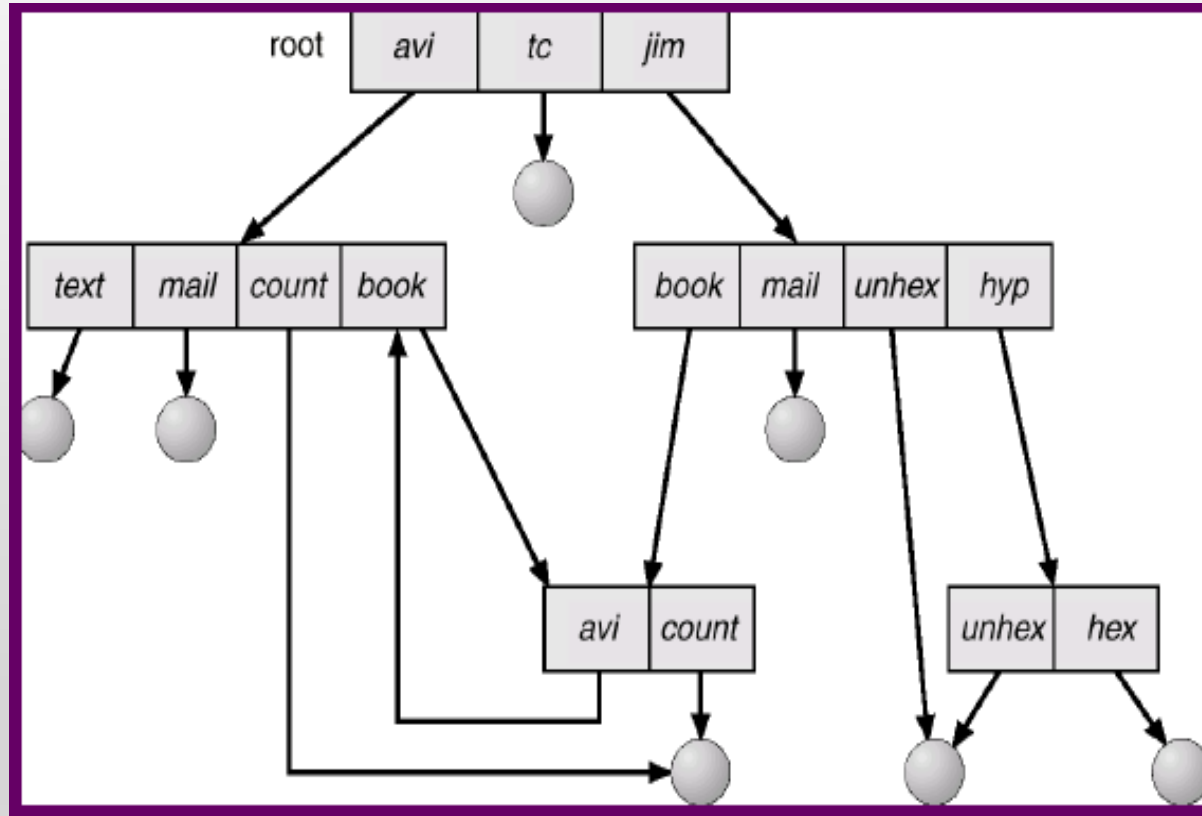 root avi tc jim
text mail count book book mail unhex hyp
avi count unhex hex